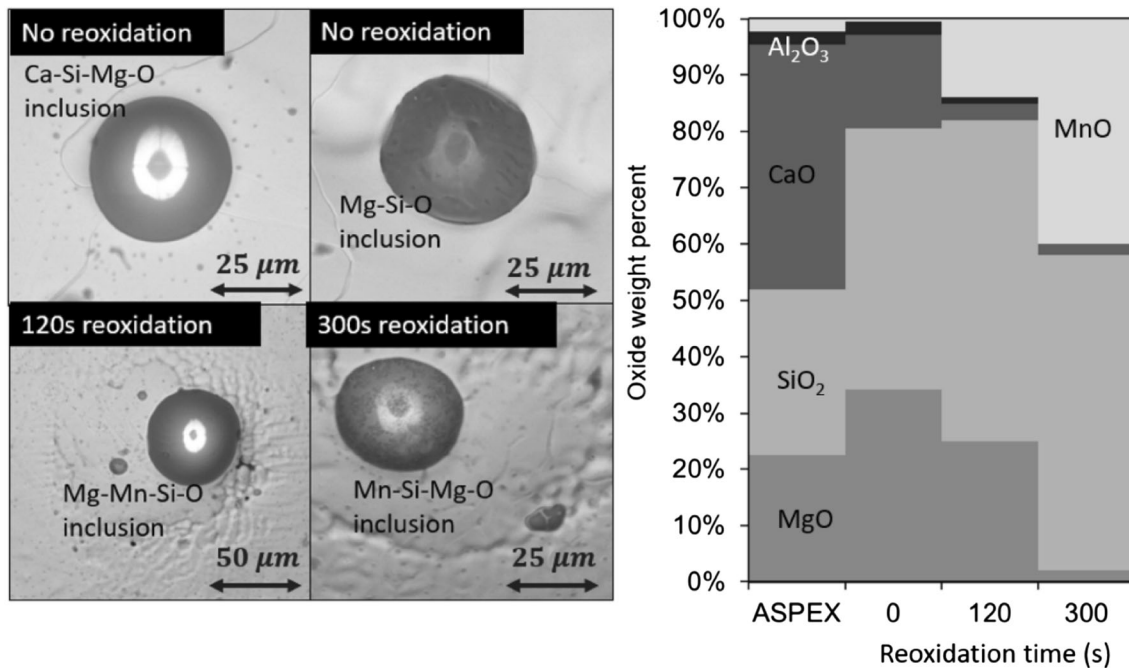 No reoxidation
Ca-Si-Mg-O
inclusion
25 μm
No reoxidation
Mg-Si-O
inclusion
25 μm
120s reoxidation
Mg-Mn-Si-O
inclusion
50 μm
300s reoxidation
Mn-Si-Mg-O
inclusion
25 μm
Oxide weight percent
100%
90%
80%
70%
60%
50%
40%
30%
20%
10%
0%
Al₂O₃
MnO
CaO
SiO₂
MgO
ASPEX 0 120 300
Reoxidation time (s)